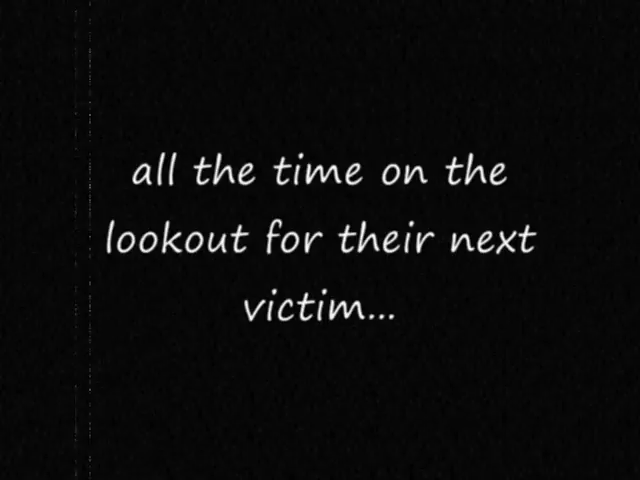 all the time on the
lookout for their next
victim...